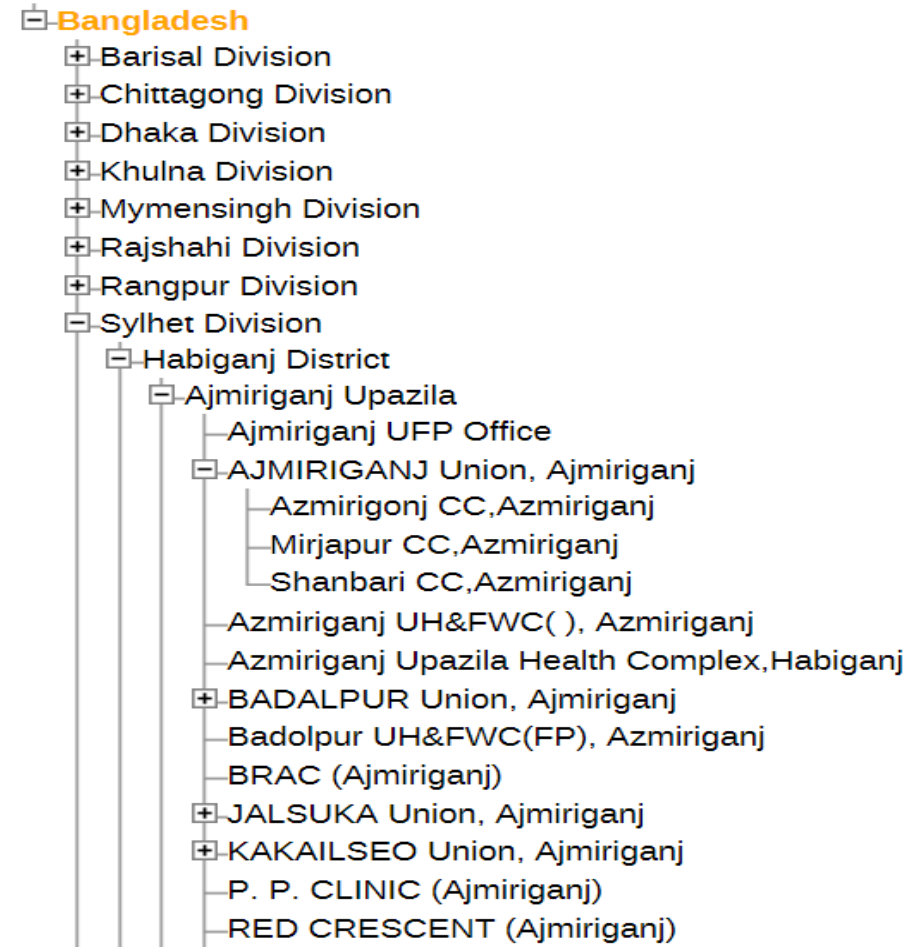 Bangladesh
Barisal Division
Chittagong Division
Dhaka Division
Khulna Division
Mymensingh Division
Rajshahi Division
Rangpur Division
Sylhet Division
Habiganj District
Ajmiriganj Upazila
Ajmiriganj UFP Office
AJMIRIGANJ Union, Ajmiriganj
Azmirigonj CC,Azmiriganj
Mirjapur CC,Azmiriganj
Shanbari CC,Azmiriganj
Azmiriganj UH&FWC( ), Azmiriganj
Azmiriganj Upazila Health Complex,Habiganj
BADALPUR Union, Ajmiriganj
Badolpur UH&FWC(FP), Azmiriganj
BRAC (Ajmiriganj)
JALSUKA Union, Ajmiriganj
KAKAILSEO Union, Ajmiriganj
P. P. CLINIC (Ajmiriganj)
RED CRESCENT (Ajmiriganj)